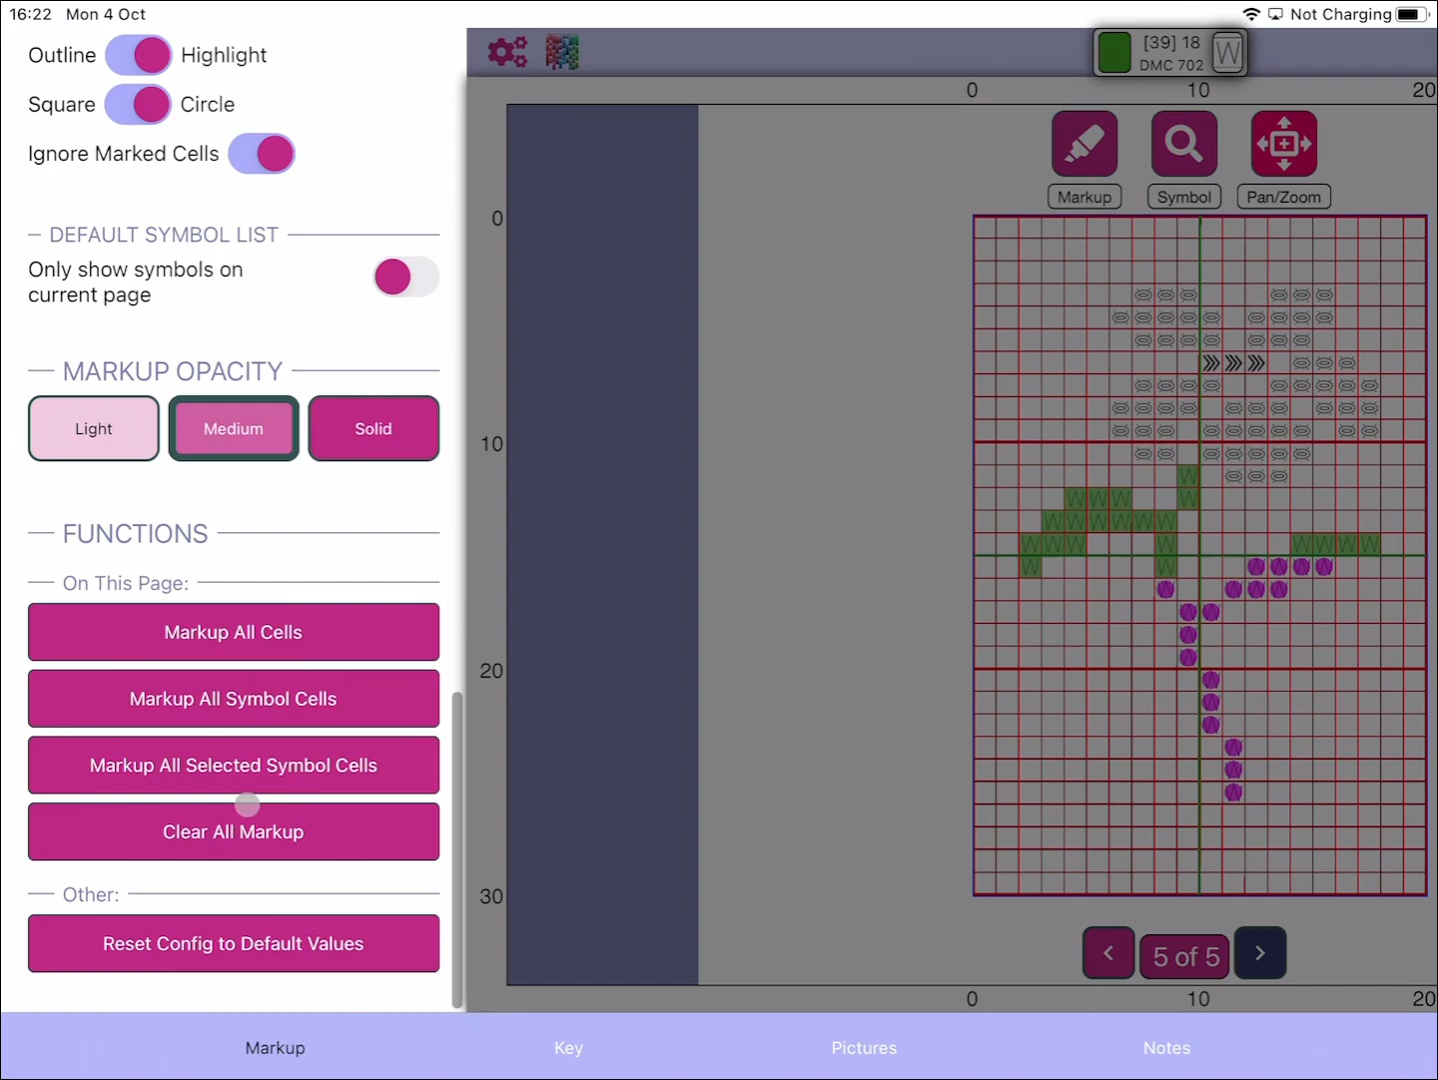 16:22 Mon 4 Oct
Not Charging
Outline Highlight
Square Circle
Ignore Marked Cells
DEFAULT SYMBOL LIST
Only show symbols on
current page
MARKUP OPACITY
Light Medium Solid
FUNCTIONS
On This Page:
Markup All Cells
Markup All Symbol Cells
Markup All Selected Symbol Cells
Clear All Markup
Other:
Reset Config to Default Values
[39] 18
DMC 702
W
0 10 20
Markup Symbol Pan/Zoom
0
10
20
30
W
W W W W
W W W W W W
W W W W W W W W
W W
5 of 5
0 10 20
Markup Key Pictures Notes